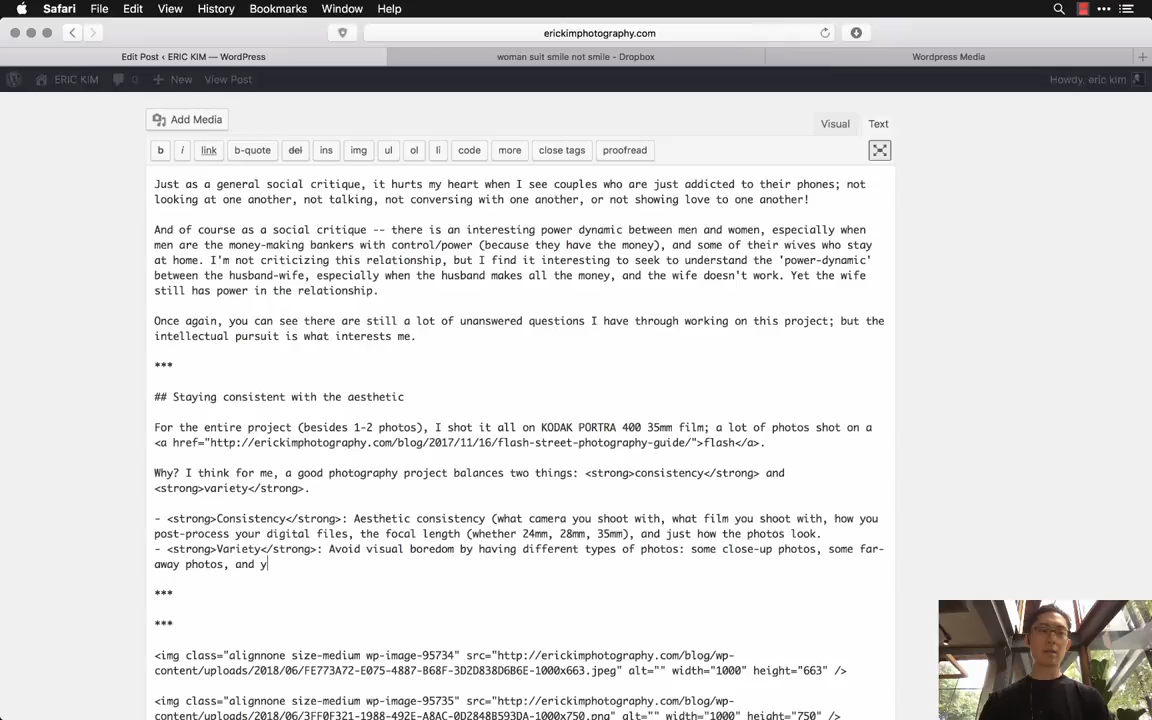 Safari File Edit View History Bookmarks Window Help
erickimphotography.com
Edit Post ‹ ERIC KIM — WordPress woman suit smile not smile - Dropbox Wordpress Media
ERIC KIM 0 New View Post Howdy, eric kim
Add Media
Visual Text
b i link b-quote del ins img ul ol li code more close tags proofread
Just as a general social critique, it hurts my heart when I see couples who are just addicted to their phones; not
looking at one another, not talking, not conversing with one another, or not showing love to one another!
And of course as a social critique -- there is an interesting power dynamic between men and women, especially when
men are the money-making bankers with control/power (because they have the money), and some of their wives who stay
at home. I'm not criticizing this relationship, but I find it interesting to seek to understand the 'power-dynamic'
between the husband-wife, especially when the husband makes all the money, and the wife doesn't work. Yet the wife
still has power in the relationship.
Once again, you can see there are still a lot of unanswered questions I have through working on this project; but the
intellectual pursuit is what interests me.
***
## Staying consistent with the aesthetic
For the entire project (besides 1-2 photos), I shot it all on KODAK PORTRA 400 35mm film; a lot of photos shot on a
<a href="http://erickimphotography.com/blog/2017/11/16/flash-street-photography-guide/">flash</a>.
Why? I think for me, a good photography project balances two things: <strong>consistency</strong> and
<strong>variety</strong>.
- <strong>Consistency</strong>: Aesthetic consistency (what camera you shoot with, what film you shoot with, how you
post-process your digital files, the focal length (whether 24mm, 28mm, 35mm), and just how the photos look.
- <strong>Variety</strong>: Avoid visual boredom by having different types of photos: some close-up photos, some far-
away photos, and y
***
***
<img class="alignnone size-medium wp-image-95734" src="http://erickimphotography.com/blog/wp-
content/uploads/2018/06/FE773A72-E075-4887-B68F-3D2D838D6B6E-1000x663.jpeg" alt="" width="1000" height="663" />
<img class="alignnone size-medium wp-image-95735" src="http://erickimphotography.com/blog/wp-
content/uploads/2018/06/3FF0F321-1988-492E-A8AC-0D2848B593DA-1000x750.png" alt="" width="1000" height="750" />